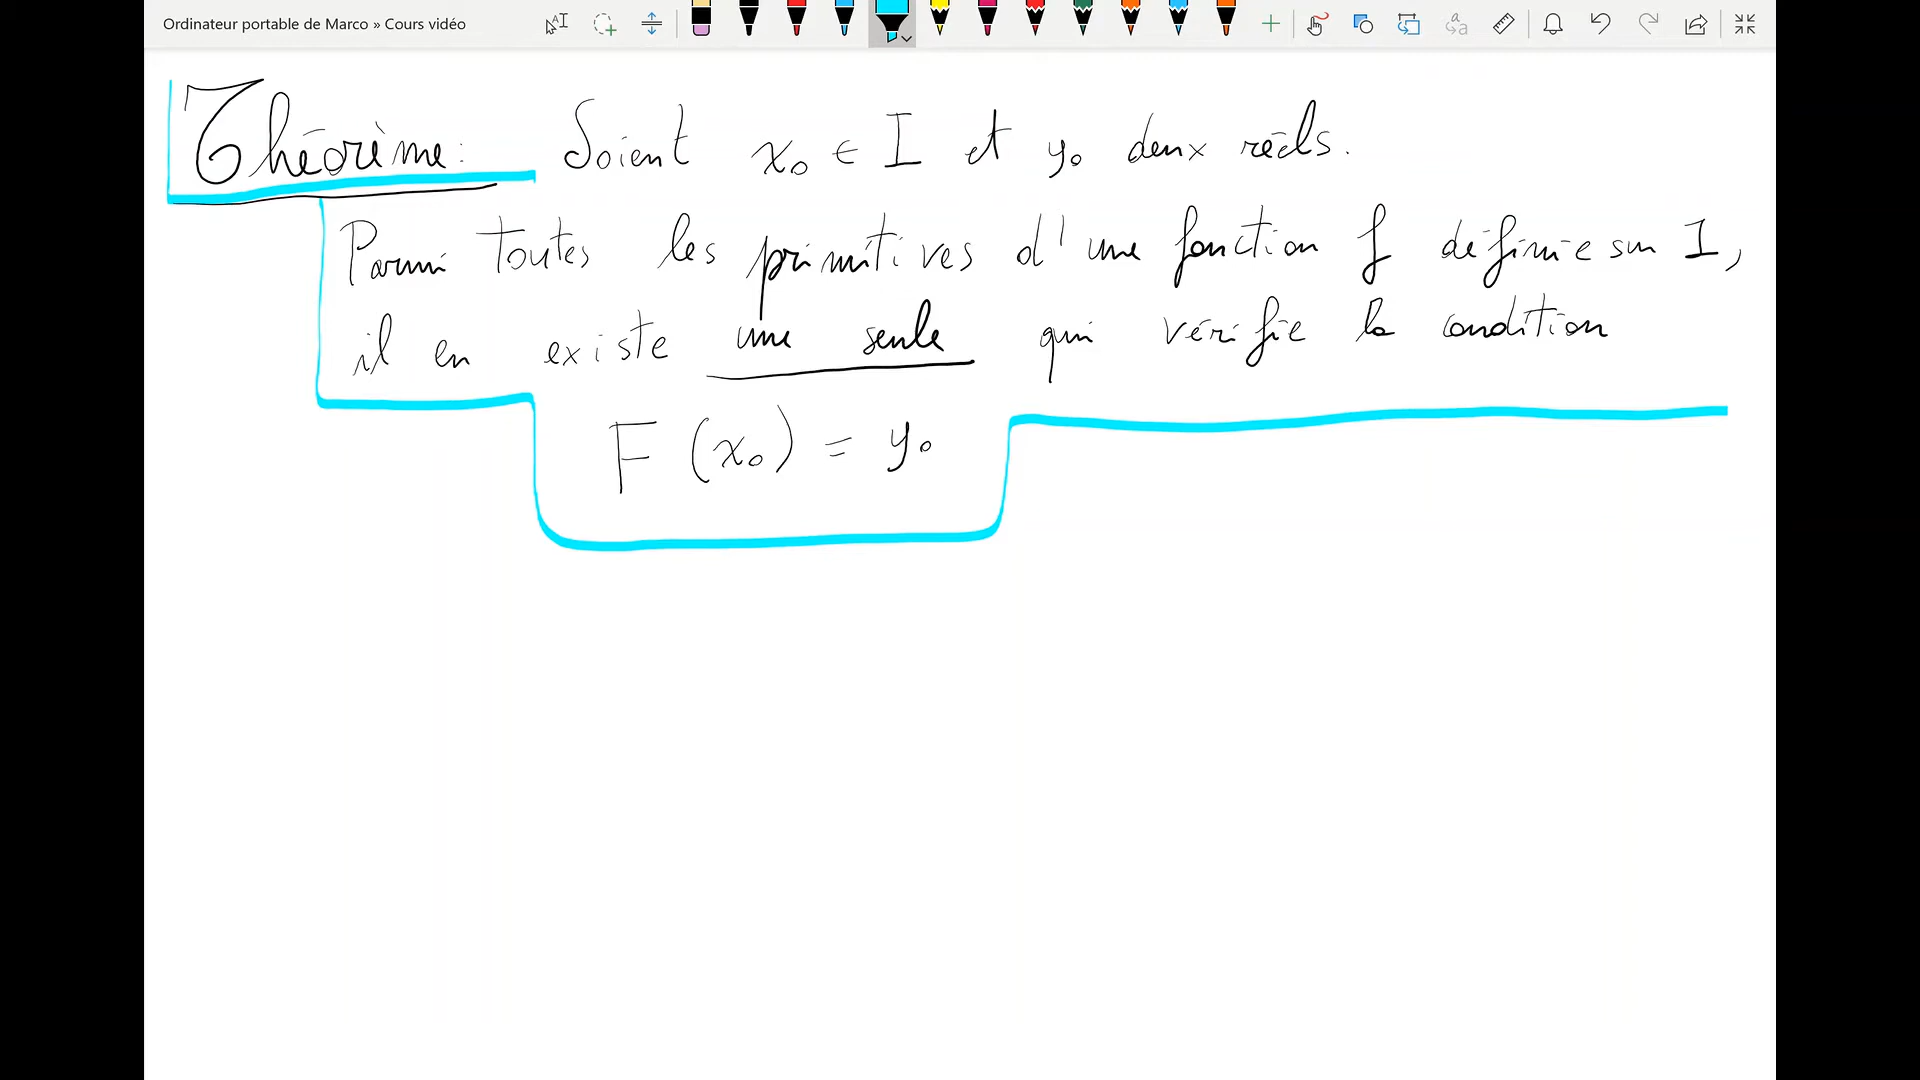 Ordinateur portable de Marco » Cours vidéo
Théorème: Soient x₀ ∈ I et y₀ deux réels.
Parmi toutes les primitives d'une fonction f définie sur I,
il en existe une seule qui vérifie la condition
F (x₀) = y₀